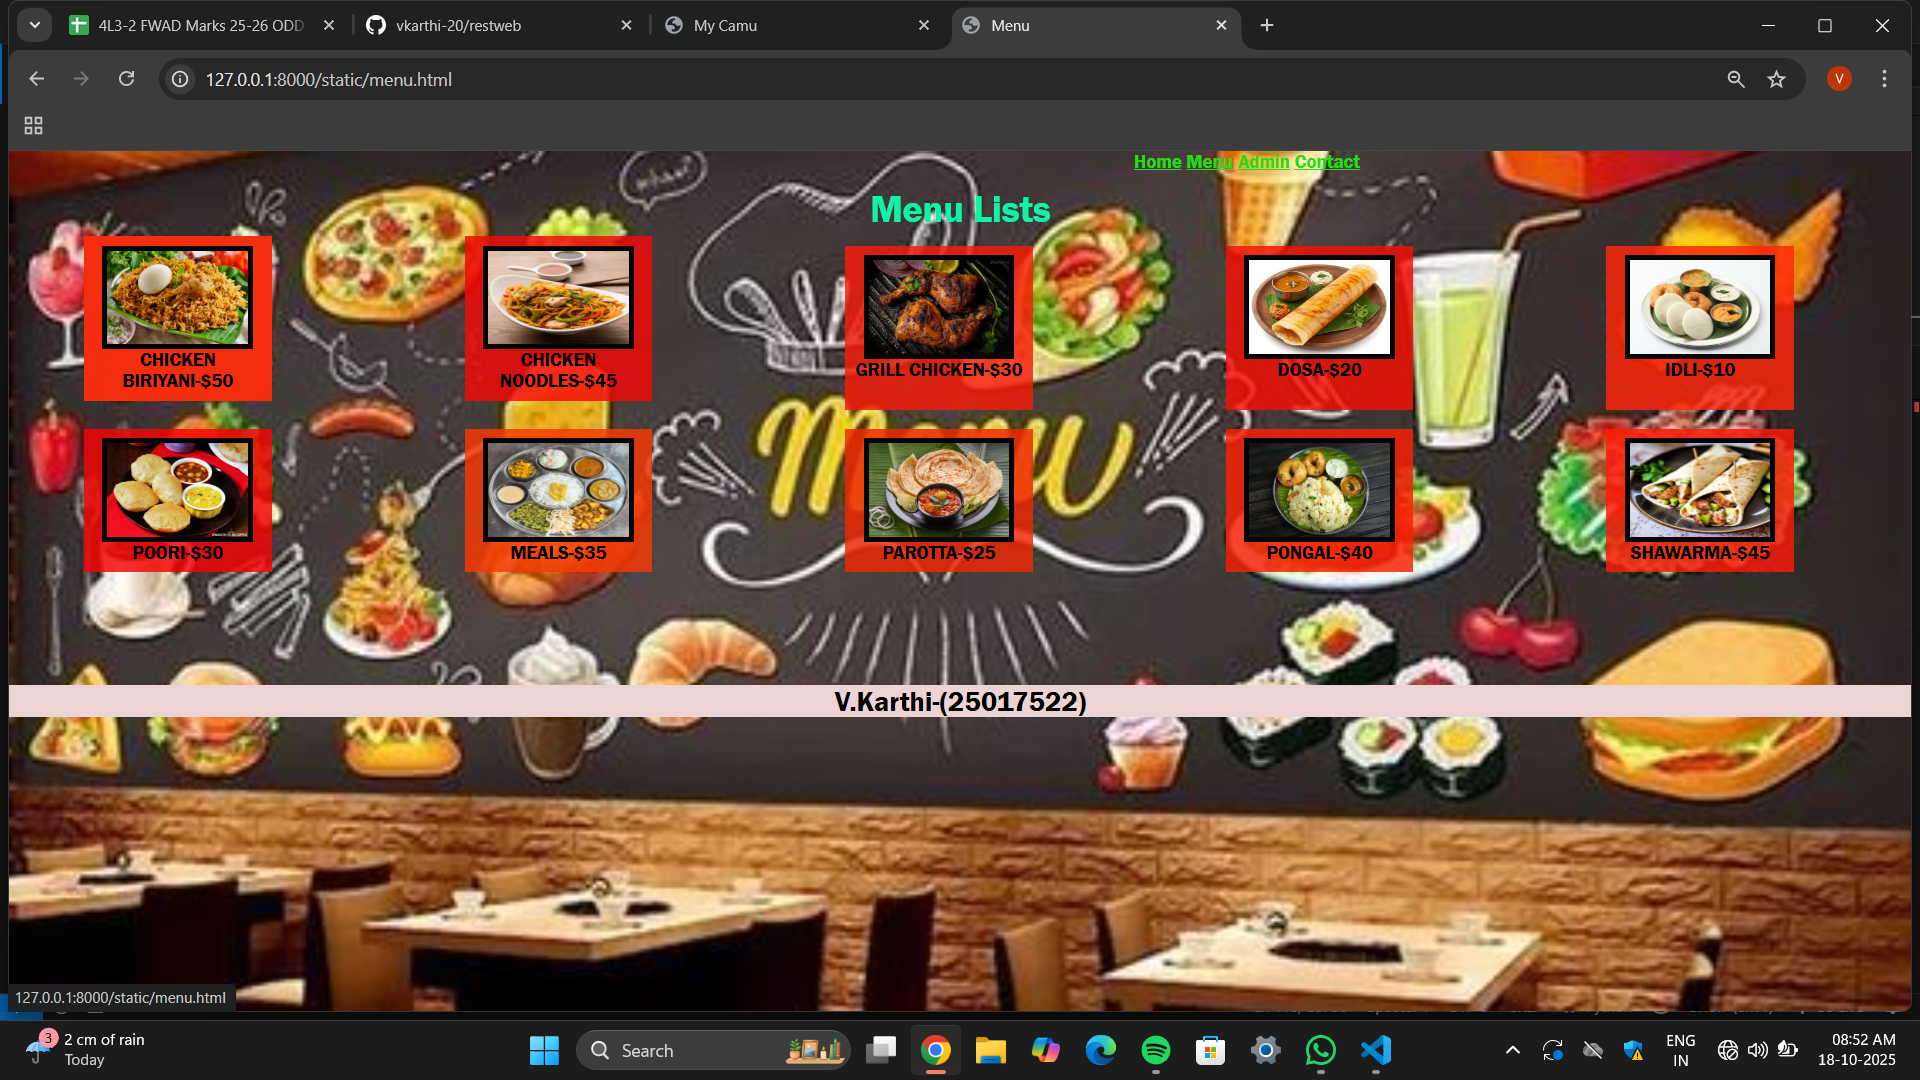 4L3-2 FWAD Marks 25-26 ODD
vkarthi-20/restweb
My Camu
Menu
127.0.0.1:8000/static/menu.html
V
Home Menu Admin Contact
Menu Lists
CHICKEN
BIRIYANI-$50
CHICKEN
NOODLES-$45
GRILL CHICKEN-$30
DOSA-$20
IDLI-$10
Menu
POORI-$30
MEALS-$35
PAROTTA-$25
PONGAL-$40
SHAWARMA-$45
V.Karthi-(25017522)
127.0.0.1:8000/static/menu.html
3
2 cm of rain
Today
Search
ENG
IN
08:52 AM
18-10-2025